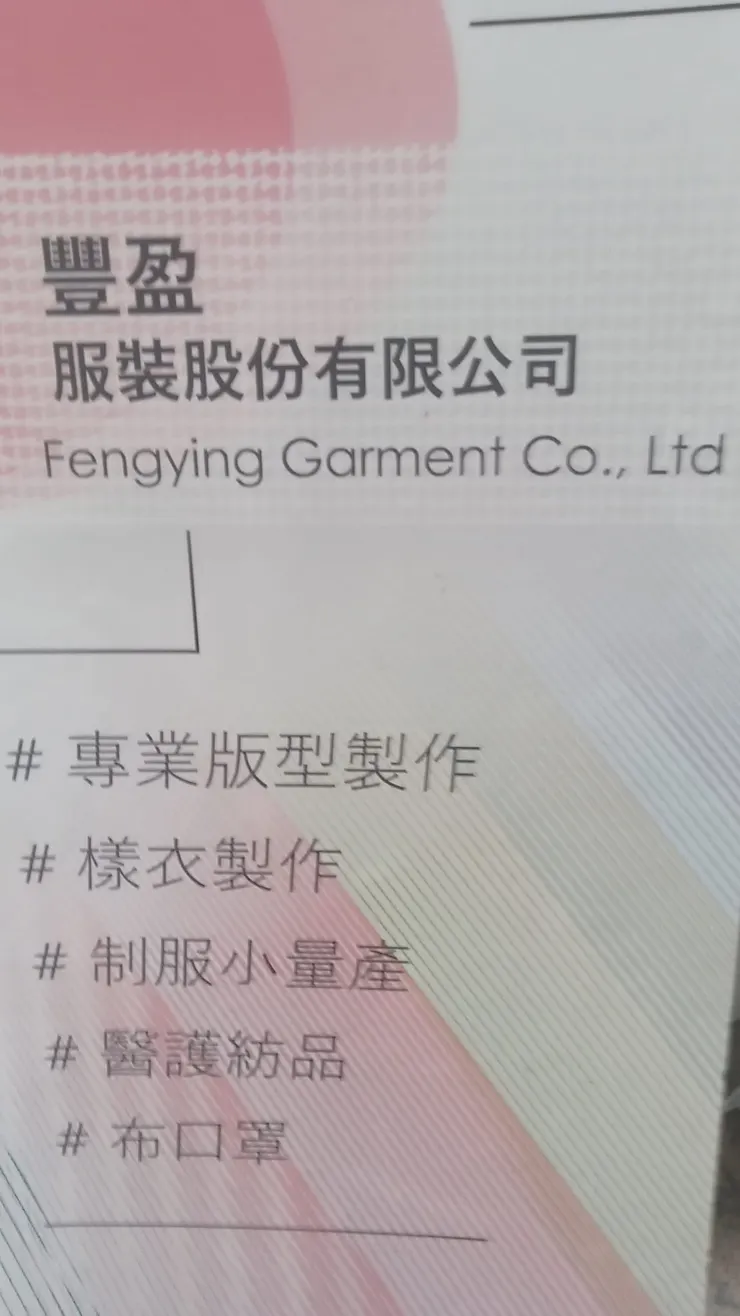 豐盈
服裝股份有限公司
Fengying Garment Co., Ltd
# 專業版型製作
# 樣衣製作
# 制服小量產
# 醫護紡品
# 布口罩